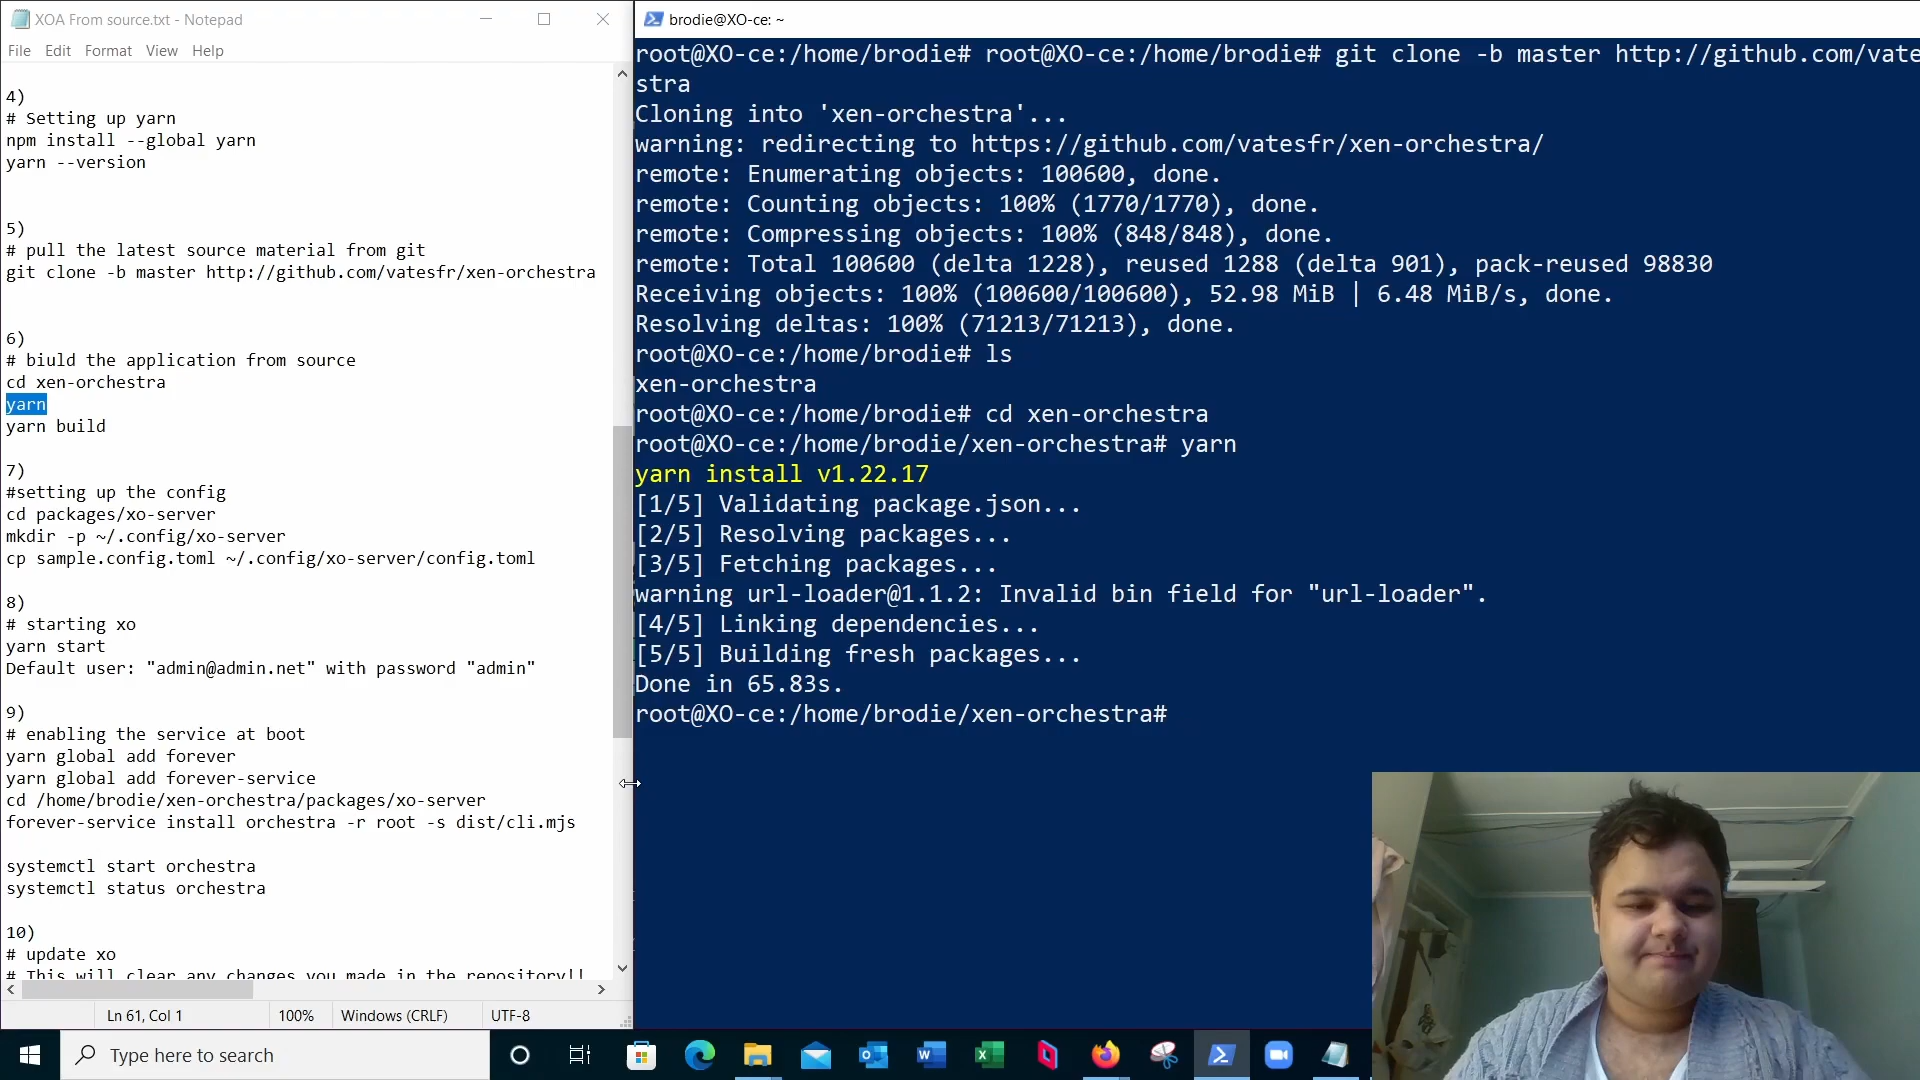 XOA From source.txt - Notepad
File Edit Format View Help
4)
# Setting up yarn
npm install --global yarn
yarn --version
5)
# pull the latest source material from git
git clone -b master http://github.com/vatesfr/xen-orchestra
6)
# biuld the application from source
cd xen-orchestra
yarn
yarn build
7)
#setting up the config
cd packages/xo-server
mkdir -p ~/.config/xo-server
cp sample.config.toml ~/.config/xo-server/config.toml
8)
# starting xo
yarn start
Default user: "admin@admin.net" with password "admin"
9)
# enabling the service at boot
yarn global add forever
yarn global add forever-service
cd /home/brodie/xen-orchestra/packages/xo-server
forever-service install orchestra -r root -s dist/cli.mjs
systemctl start orchestra
systemctl status orchestra
10)
# update xo
# This will clear any changes you made in the repository!!
Ln 61, Col 1 100% Windows (CRLF) UTF-8
brodie@XO-ce: ~
root@XO-ce:/home/brodie# root@XO-ce:/home/brodie# git clone -b master http://github.com/vate
stra
Cloning into 'xen-orchestra'...
warning: redirecting to https://github.com/vatesfr/xen-orchestra/
remote: Enumerating objects: 100600, done.
remote: Counting objects: 100% (1770/1770), done.
remote: Compressing objects: 100% (848/848), done.
remote: Total 100600 (delta 1228), reused 1288 (delta 901), pack-reused 98830
Receiving objects: 100% (100600/100600), 52.98 MiB | 6.48 MiB/s, done.
Resolving deltas: 100% (71213/71213), done.
root@XO-ce:/home/brodie# ls
xen-orchestra
root@XO-ce:/home/brodie# cd xen-orchestra
root@XO-ce:/home/brodie/xen-orchestra# yarn
yarn install v1.22.17
[1/5] Validating package.json...
[2/5] Resolving packages...
[3/5] Fetching packages...
warning url-loader@1.1.2: Invalid bin field for "url-loader".
[4/5] Linking dependencies...
[5/5] Building fresh packages...
Done in 65.83s.
root@XO-ce:/home/brodie/xen-orchestra#
Type here to search